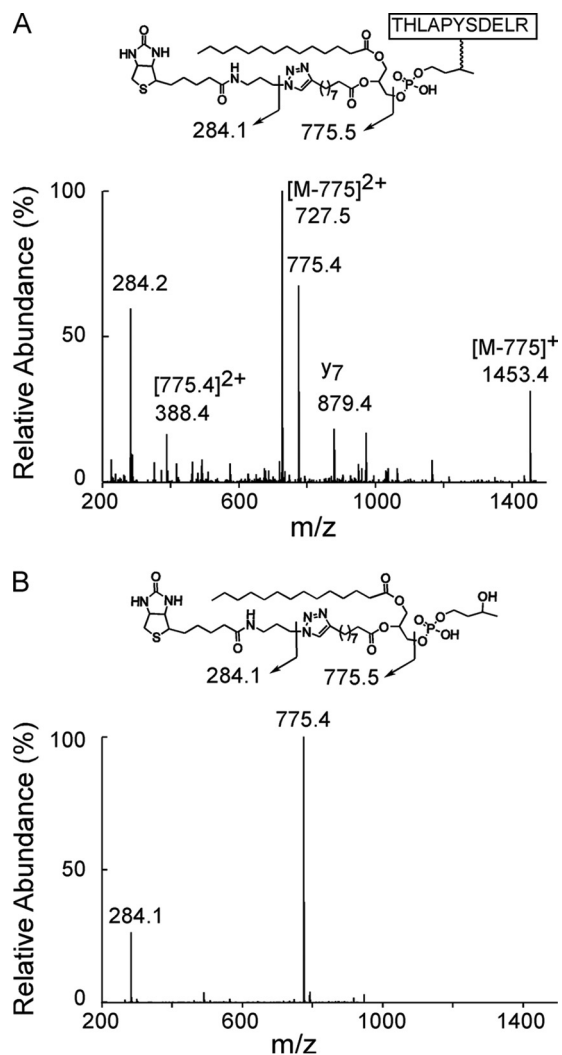 A
THLAPYSDELR
O
HN NH
S
O
H
N
N=N
N
( )7
O
O
O
O
O
P
O
OH
O
284.1
775.5
Relative Abundance (%)
100
50
0
284.2
[775.4]2+
388.4
[M-775]2+
727.5
775.4
y7
879.4
[M-775]+
1453.4
200 600 1000 1400
m/z
B
O
HN NH
S
O
H
N
N=N
N
( )7
O
O
O
O
O
P
O
OH
O
OH
284.1
775.5
Relative Abundance (%)
100
50
0
284.1
775.4
200 600 1000 1400
m/z